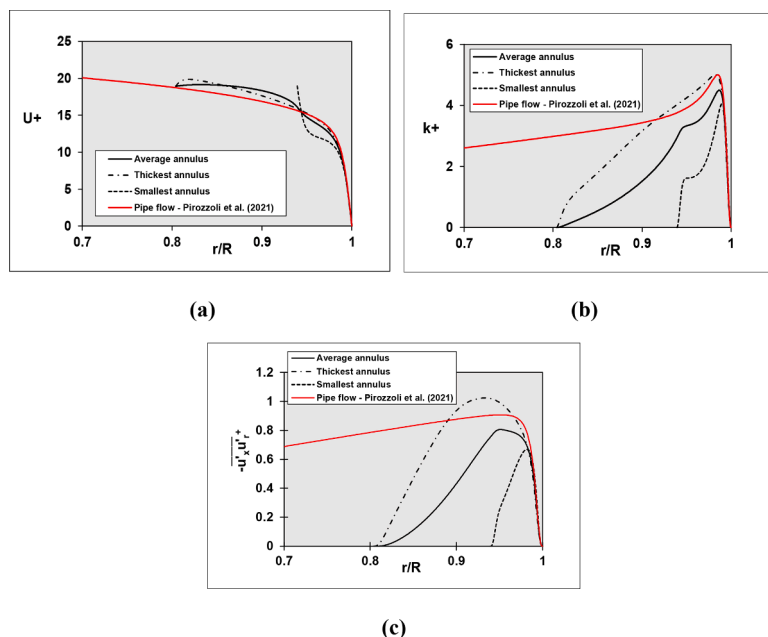 25
20
15
10
5
0
U+
Average annulus
Thickest annulus
Smallest annulus
Pipe flow - Pirozzoli et al. (2021)
0.7 0.8 0.9 1
r/R
(a)
6
4
2
0
k+
Average annulus
Thickest annulus
Smallest annulus
Pipe flow - Pirozzoli et al. (2021)
0.7 0.8 0.9 1
r/R
(b)
Average annulus
Thickest annulus
Smallest annulus
Pipe flow - Pirozzoli et al. (2021)
1.2
1
0.8
0.6
0.4
0.2
0
-u'ₓu'ᵣ⁺
0.7 0.8 0.9 1
r/R
(c)